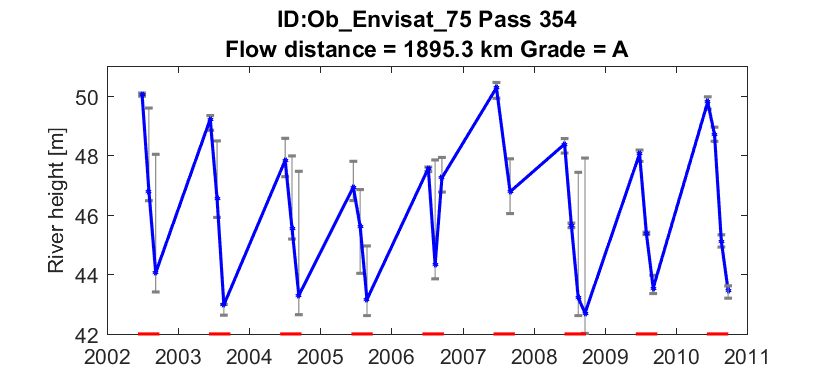 ID:Ob_Envisat_75 Pass 354
Flow distance = 1895.3 km Grade = A
River height [m]
50
48
46
44
42
2002 2003 2004 2005 2006 2007 2008 2009 2010 2011